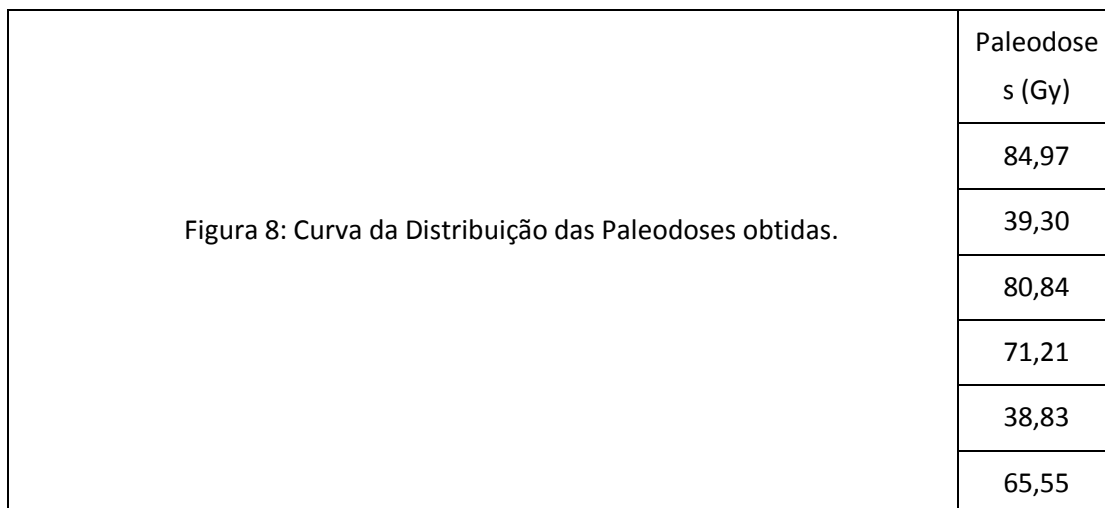 Paleodose
s (Gy)
84,97
Figura 8: Curva da Distribuição das Paleodoses obtidas.
39,30
80,84
71,21
38,83
65,55